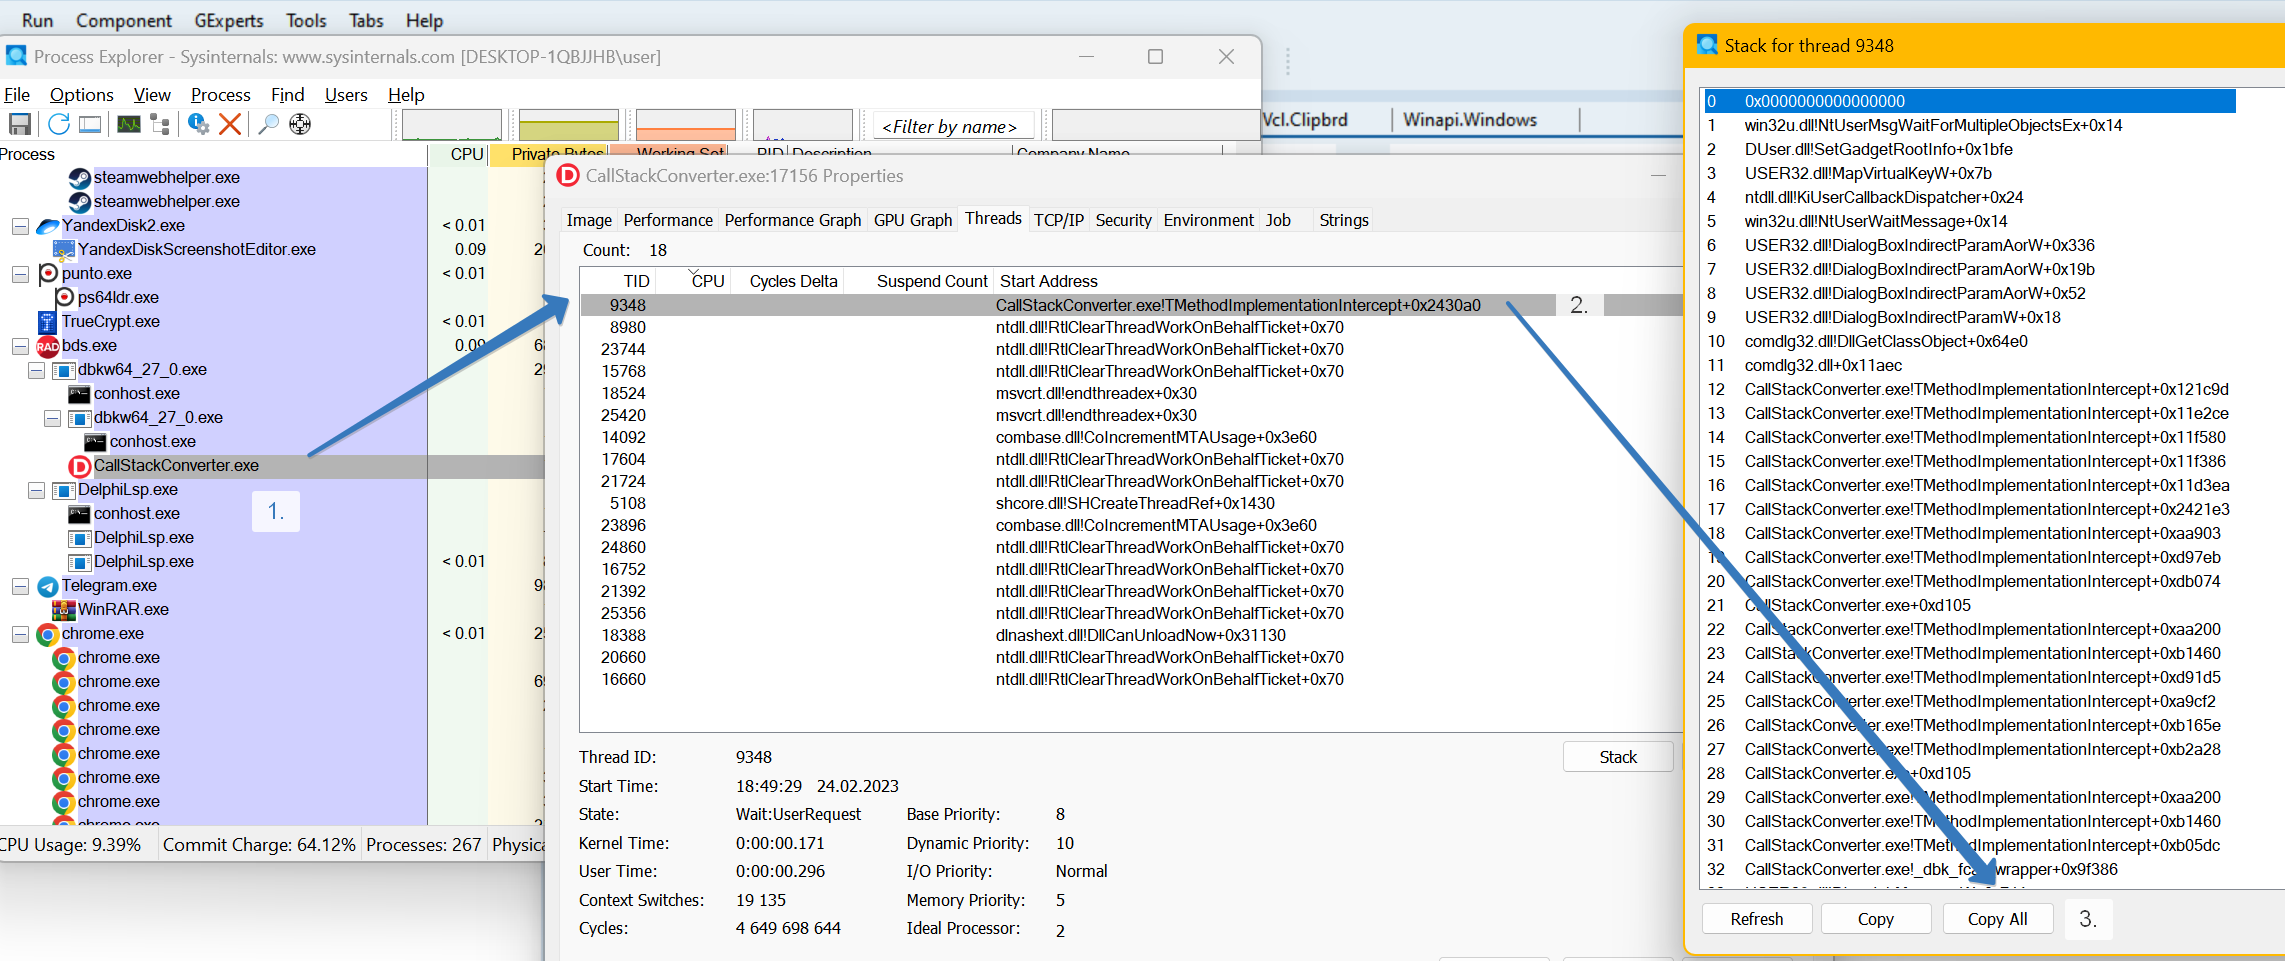 Run Component GExperts Tools Tabs Help
Process Explorer - Sysinternals: www.sysinternals.com [DESKTOP-1QBJJHB\user]
File Options View Process Find Users Help
<Filter by name>
Process CPU Private Bytes Working Set PID Description Company Name
steamwebhelper.exe
steamwebhelper.exe
YandexDisk2.exe < 0.01
YandexDiskScreenshotEditor.exe 0.09
punto.exe < 0.01
ps64ldr.exe
TrueCrypt.exe < 0.01
bds.exe 0.09
dbkw64_27_0.exe
conhost.exe
dbkw64_27_0.exe
conhost.exe
CallStackConverter.exe
DelphiLsp.exe
conhost.exe
DelphiLsp.exe
DelphiLsp.exe < 0.01
Telegram.exe
WinRAR.exe
chrome.exe < 0.01
chrome.exe
chrome.exe
chrome.exe
chrome.exe
chrome.exe
chrome.exe
chrome.exe
chrome.exe
1.
CPU Usage: 9.39% Commit Charge: 64.12% Processes: 267 Physica
Vcl.Clipbrd Winapi.Windows
CallStackConverter.exe:17156 Properties
Image Performance Performance Graph GPU Graph Threads TCP/IP Security Environment Job Strings
Count: 18
TID CPU Cycles Delta Suspend Count Start Address
9348 CallStackConverter.exe!TMethodImplementationIntercept+0x2430a0
2.
8980 ntdll.dll!RtlClearThreadWorkOnBehalfTicket+0x70
23744 ntdll.dll!RtlClearThreadWorkOnBehalfTicket+0x70
15768 ntdll.dll!RtlClearThreadWorkOnBehalfTicket+0x70
18524 msvcrt.dll!endthreadex+0x30
25420 msvcrt.dll!endthreadex+0x30
14092 combase.dll!CoIncrementMTAUsage+0x3e60
17604 ntdll.dll!RtlClearThreadWorkOnBehalfTicket+0x70
21724 ntdll.dll!RtlClearThreadWorkOnBehalfTicket+0x70
5108 shcore.dll!SHCreateThreadRef+0x1430
23896 combase.dll!CoIncrementMTAUsage+0x3e60
24860 ntdll.dll!RtlClearThreadWorkOnBehalfTicket+0x70
16752 ntdll.dll!RtlClearThreadWorkOnBehalfTicket+0x70
21392 ntdll.dll!RtlClearThreadWorkOnBehalfTicket+0x70
25356 ntdll.dll!RtlClearThreadWorkOnBehalfTicket+0x70
18388 dlnashext.dll!DllCanUnloadNow+0x31130
20660 ntdll.dll!RtlClearThreadWorkOnBehalfTicket+0x70
16660 ntdll.dll!RtlClearThreadWorkOnBehalfTicket+0x70
Thread ID: 9348 Stack
Start Time: 18:49:29 24.02.2023
State: Wait:UserRequest Base Priority: 8
Kernel Time: 0:00:00.171 Dynamic Priority: 10
User Time: 0:00:00.296 I/O Priority: Normal
Context Switches: 19 135 Memory Priority: 5
Cycles: 4 649 698 644 Ideal Processor: 2
Stack for thread 9348
0 0x0000000000000000
1 win32u.dll!NtUserMsgWaitForMultipleObjectsEx+0x14
2 DUser.dll!SetGadgetRootInfo+0x1bfe
3 USER32.dll!MapVirtualKeyW+0x7b
4 ntdll.dll!KiUserCallbackDispatcher+0x24
5 win32u.dll!NtUserWaitMessage+0x14
6 USER32.dll!DialogBoxIndirectParamAorW+0x336
7 USER32.dll!DialogBoxIndirectParamAorW+0x19b
8 USER32.dll!DialogBoxIndirectParamAorW+0x52
9 USER32.dll!DialogBoxIndirectParamW+0x18
10 comdlg32.dll!DllGetClassObject+0x64e0
11 comdlg32.dll+0x11aec
12 CallStackConverter.exe!TMethodImplementationIntercept+0x121c9d
13 CallStackConverter.exe!TMethodImplementationIntercept+0x11e2ce
14 CallStackConverter.exe!TMethodImplementationIntercept+0x11f580
15 CallStackConverter.exe!TMethodImplementationIntercept+0x11f386
16 CallStackConverter.exe!TMethodImplementationIntercept+0x11d3ea
17 CallStackConverter.exe!TMethodImplementationIntercept+0x2421e3
18 CallStackConverter.exe!TMethodImplementationIntercept+0xaa903
19 CallStackConverter.exe!TMethodImplementationIntercept+0xd97eb
20 CallStackConverter.exe!TMethodImplementationIntercept+0xdb074
21 CallStackConverter.exe+0xd105
22 CallStackConverter.exe!TMethodImplementationIntercept+0xaa200
23 CallStackConverter.exe!TMethodImplementationIntercept+0xb1460
24 CallStackConverter.exe!TMethodImplementationIntercept+0xd91d5
25 CallStackConverter.exe!TMethodImplementationIntercept+0xa9cf2
26 CallStackConverter.exe!TMethodImplementationIntercept+0xb165e
27 CallStackConverter.exe!TMethodImplementationIntercept+0xb2a28
28 CallStackConverter.exe+0xd105
29 CallStackConverter.exe!TMethodImplementationIntercept+0xaa200
30 CallStackConverter.exe!TMethodImplementationIntercept+0xb1460
31 CallStackConverter.exe!TMethodImplementationIntercept+0xb05dc
32 CallStackConverter.exe!_dbk_fcall_wrapper+0x9f386
Refresh Copy Copy All 3.